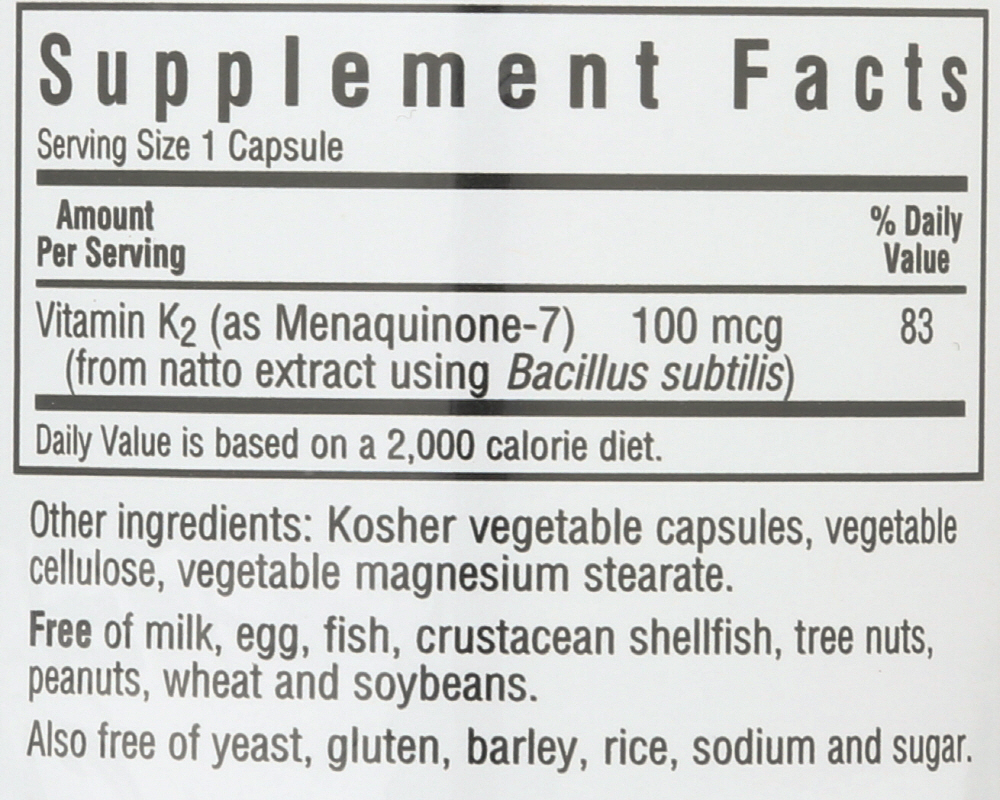 Supplement Facts
Serving Size 1 Capsule
Amount
Per Serving
% Daily
Value
Vitamin K2 (as Menaquinone-7) 100 mcg 83
(from natto extract using Bacillus subtilis)
Daily Value is based on a 2,000 calorie diet.
Other ingredients: Kosher vegetable capsules, vegetable
cellulose, vegetable magnesium stearate.
Free of milk, egg, fish, crustacean shellfish, tree nuts,
peanuts, wheat and soybeans.
Also free of yeast, gluten, barley, rice, sodium and sugar.